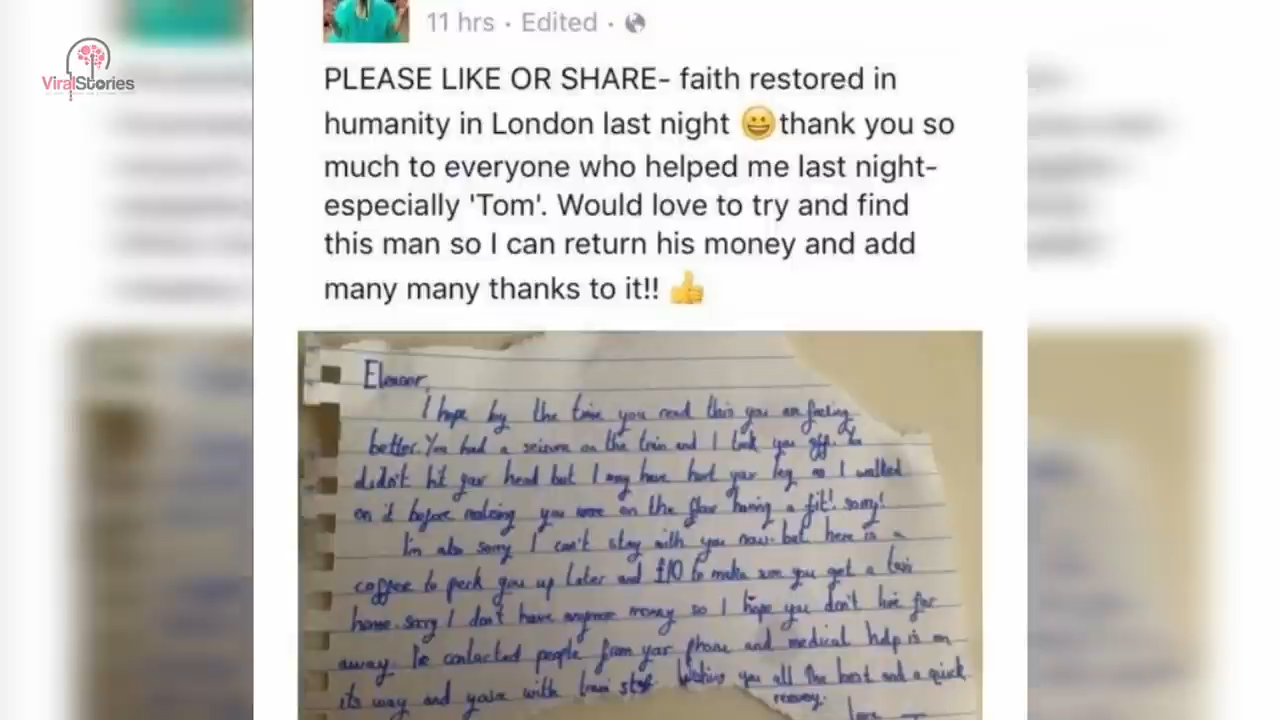 11 hrs · Edited ·
ViralStories
PLEASE LIKE OR SHARE- faith restored in
humanity in London last night 😀 thank you so
much to everyone who helped me last night-
especially 'Tom'. Would love to try and find
this man so I can return his money and add
many many thanks to it!! 👍
Eleanor,
I hope by the time you read this you are feeling
better. You had a seizure on the train and I took you off. You
didn't hit your head but I may have hurt your leg as I walked
on it before realising you were on the floor having a fit! sorry!
I'm also sorry I can't stay with you now. but here is a
coffee to perk you up later and £10 to make sure you get a taxi
home. Sorry I don't have anymore money so I hope you don't live far
away. I've contacted people from your phone and medical help is on
its way and you're with train staff. Wishing you all the best and a quick
recovery.